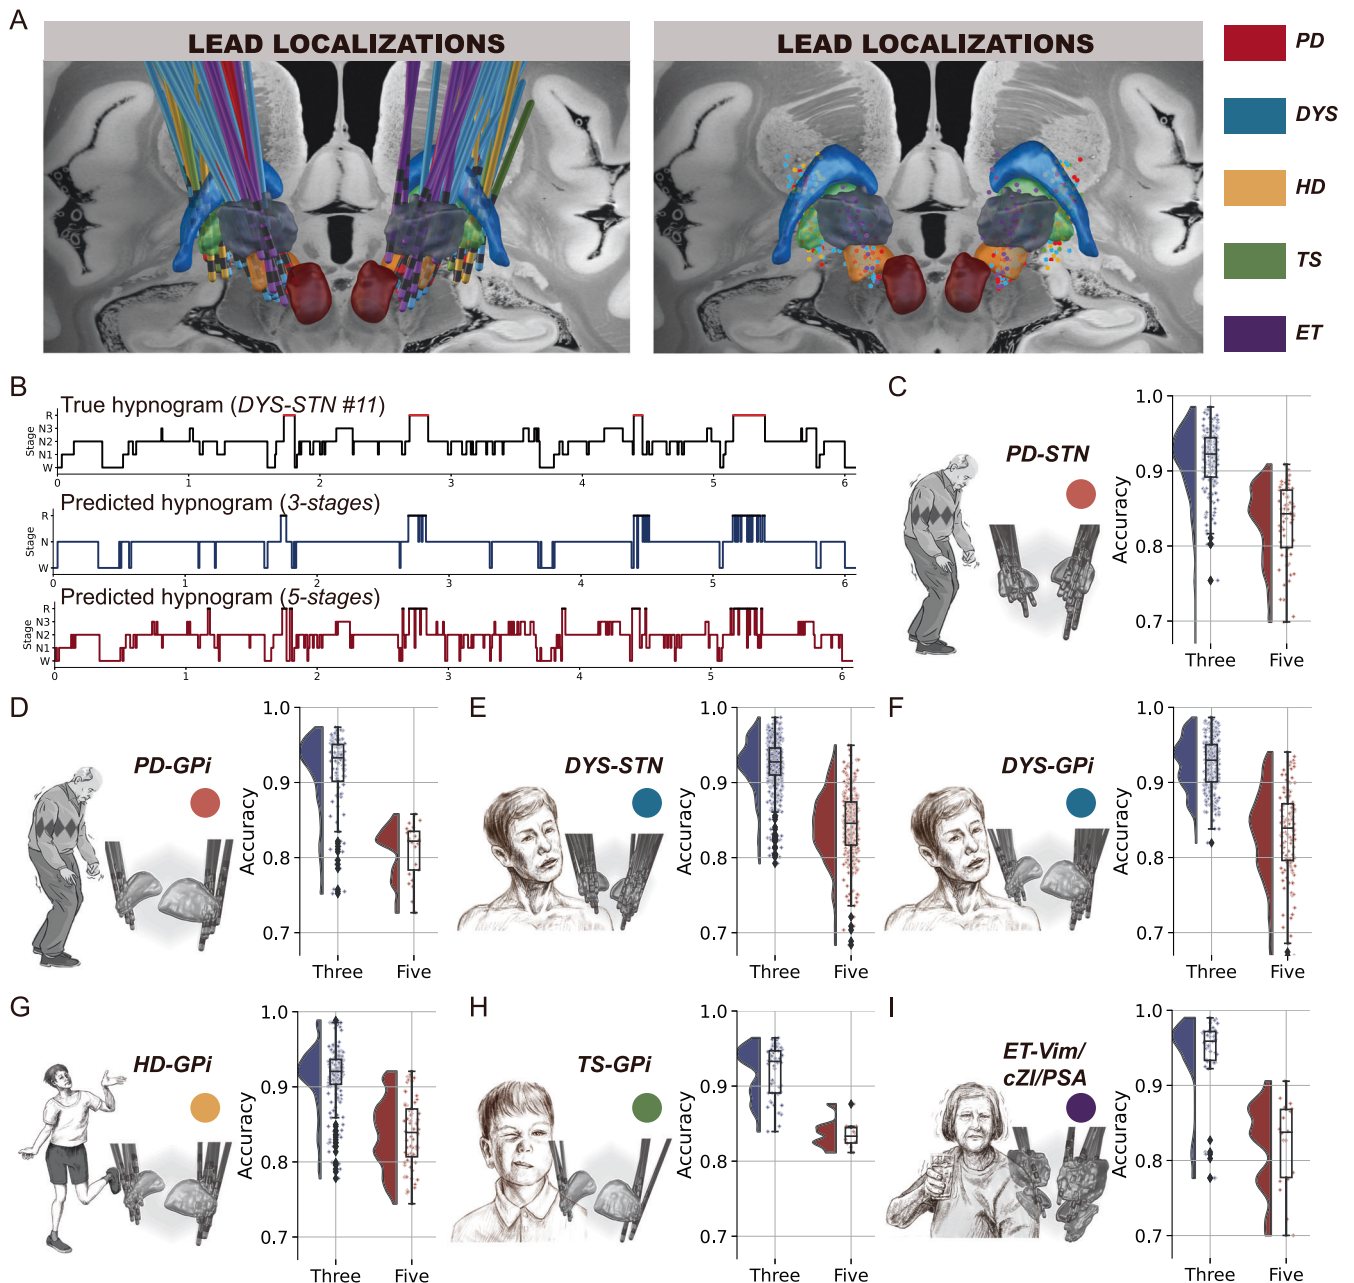 A
LEAD LOCALIZATIONS
LEAD LOCALIZATIONS
PD
DYS
HD
TS
ET
B
True hypnogram (DYS-STN #11)
Stage
R
N3
N2
N1
W
0 1 2 3 4 5 6
Predicted hypnogram (3-stages)
Stage
R
N
W
0 1 2 3 4 5 6
Predicted hypnogram (5-stages)
Stage
R
N3
N2
N1
W
0 1 2 3 4 5 6
C
PD-STN
Accuracy
1.0
0.9
0.8
0.7
Three Five
D
PD-GPi
Accuracy
1.0
0.9
0.8
0.7
Three Five
E
DYS-STN
Accuracy
1.0
0.9
0.8
0.7
Three Five
F
DYS-GPi
Accuracy
1.0
0.9
0.8
0.7
Three Five
G
HD-GPi
Accuracy
1.0
0.9
0.8
0.7
Three Five
H
TS-GPi
Accuracy
1.0
0.9
0.8
0.7
Three Five
I
ET-Vim/
cZI/PSA
Accuracy
1.0
0.9
0.8
0.7
Three Five